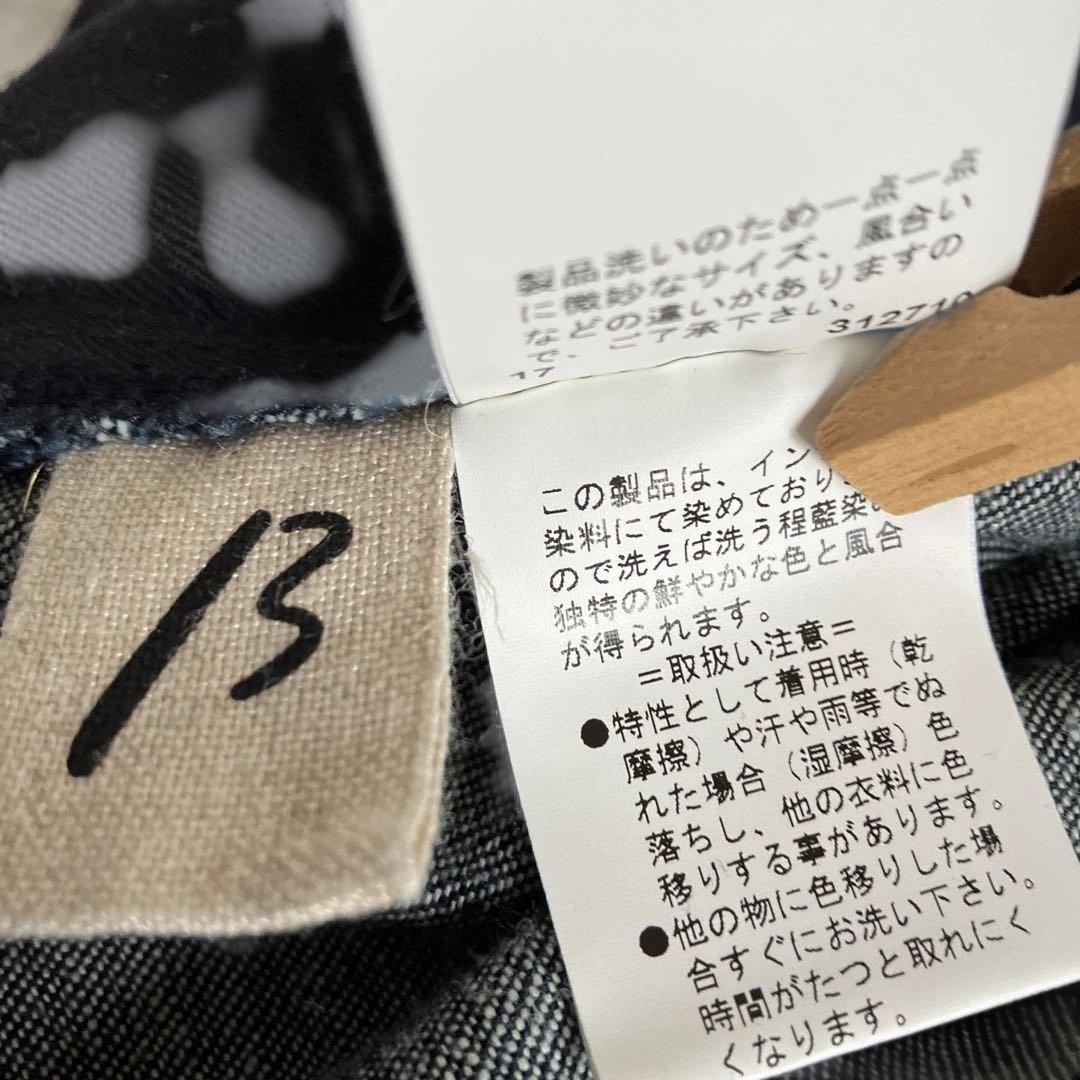 製品洗いのため一点一点
に微妙なサイズ、風合い
などの違いがありますの
で、ご了承下さい。
17 312710
13
この製品は、イン
染料にて染めており
ので洗えば洗う程藍染
独特の鮮やかな色と風合
が得られます。
=取扱い注意=
●特性として着用時（乾
摩擦）や汗や雨等でぬ
れた場合（湿摩擦）色
落ちし、他の衣料に色
移りする事があります。
●他の物に色移りした場
合すぐにお洗い下さい。
時間がたつと取れにく
くなります。